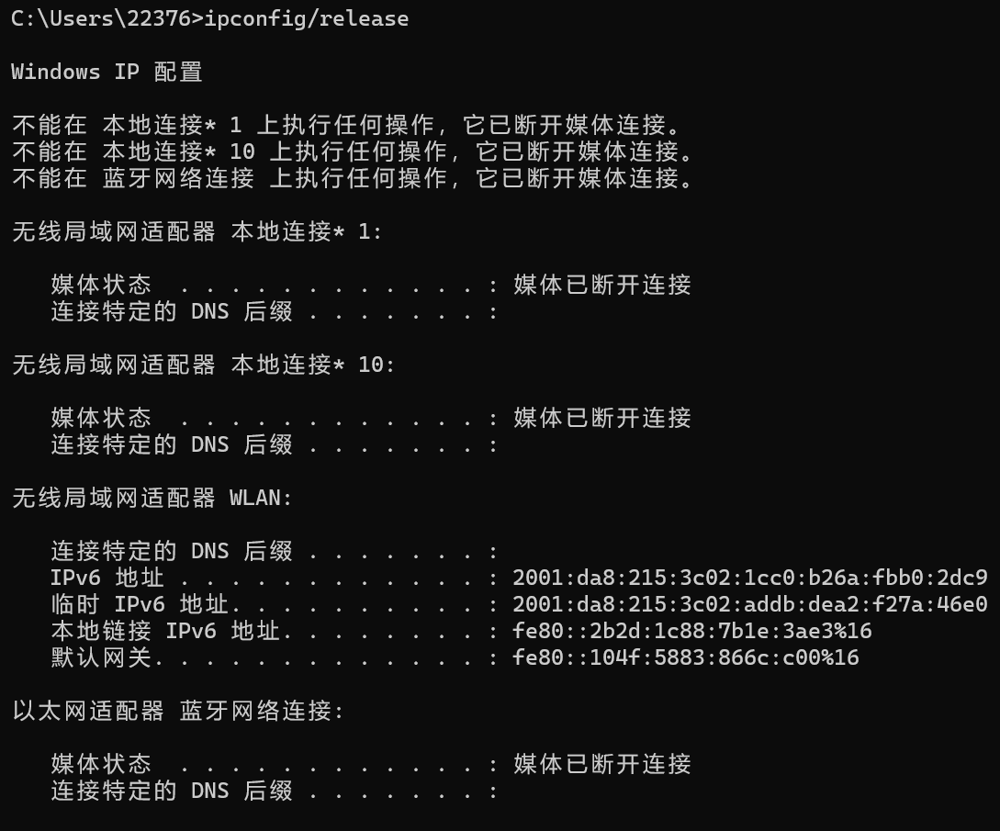 C:\Users\22376>ipconfig/release
Windows IP 配置
不能在 本地连接* 1 上执行任何操作，它已断开媒体连接。
不能在 本地连接* 10 上执行任何操作，它已断开媒体连接。
不能在 蓝牙网络连接 上执行任何操作，它已断开媒体连接。
无线局域网适配器 本地连接* 1:
媒体状态  . . . . . . . . . . . . : 媒体已断开连接
连接特定的 DNS 后缀 . . . . . . . :
无线局域网适配器 本地连接* 10:
媒体状态  . . . . . . . . . . . . : 媒体已断开连接
连接特定的 DNS 后缀 . . . . . . . :
无线局域网适配器 WLAN:
连接特定的 DNS 后缀 . . . . . . . :
IPv6 地址 . . . . . . . . . . . . : 2001:da8:215:3c02:1cc0:b26a:fbb0:2dc9
临时 IPv6 地址. . . . . . . . . . : 2001:da8:215:3c02:addb:dea2:f27a:46e0
本地链接 IPv6 地址. . . . . . . . : fe80::2b2d:1c88:7b1e:3ae3%16
默认网关. . . . . . . . . . . . . : fe80::104f:5883:866c:c00%16
以太网适配器 蓝牙网络连接:
媒体状态  . . . . . . . . . . . . : 媒体已断开连接
连接特定的 DNS 后缀 . . . . . . . :